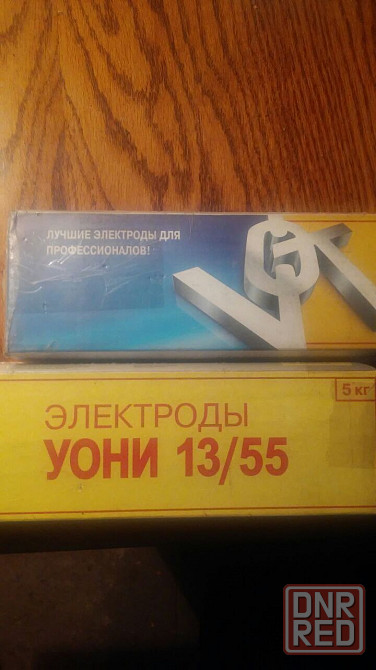 ЛУЧШИЕ ЭЛЕКТРОДЫ ДЛЯ
ПРОФЕССИОНАЛОВ!
5 кг
ЭЛЕКТРОДЫ
УОНИ 13/55
DNR
RED